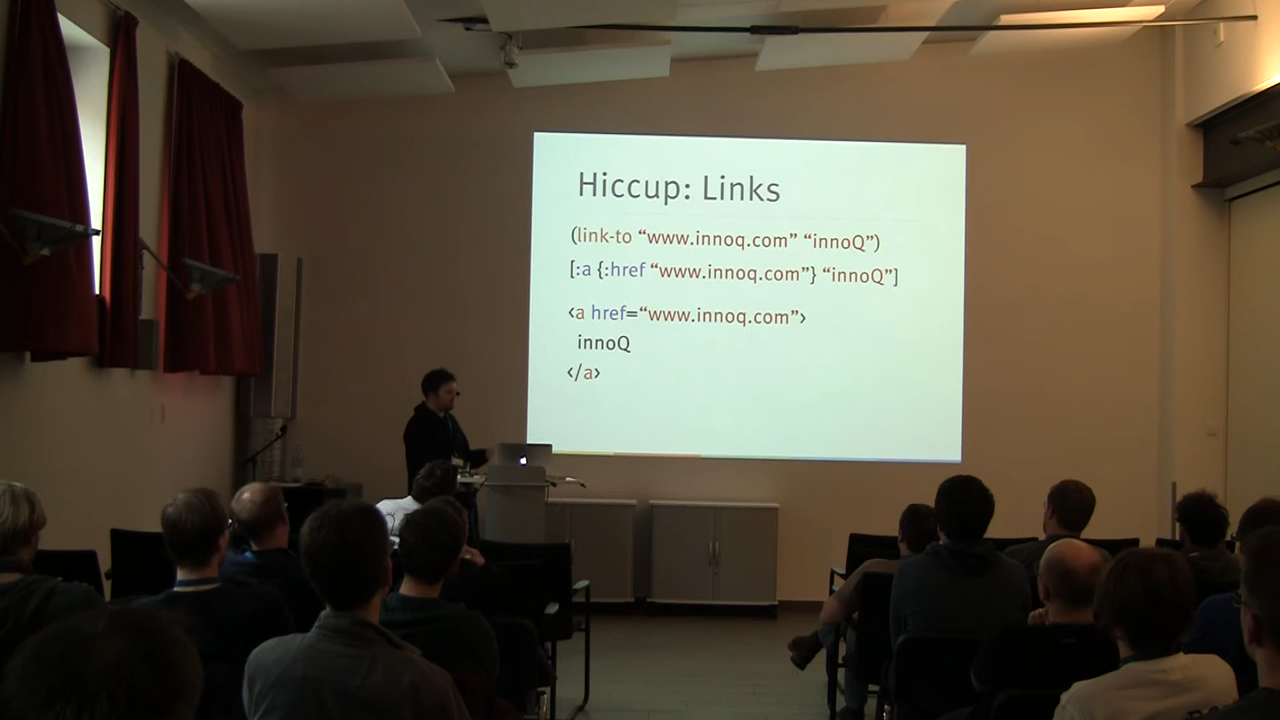 Hiccup: Links
(link-to “www.innoq.com” “innoQ”)
[:a {:href “www.innoq.com”} “innoQ”]
<a href=“www.innoq.com”>
innoQ
</a>